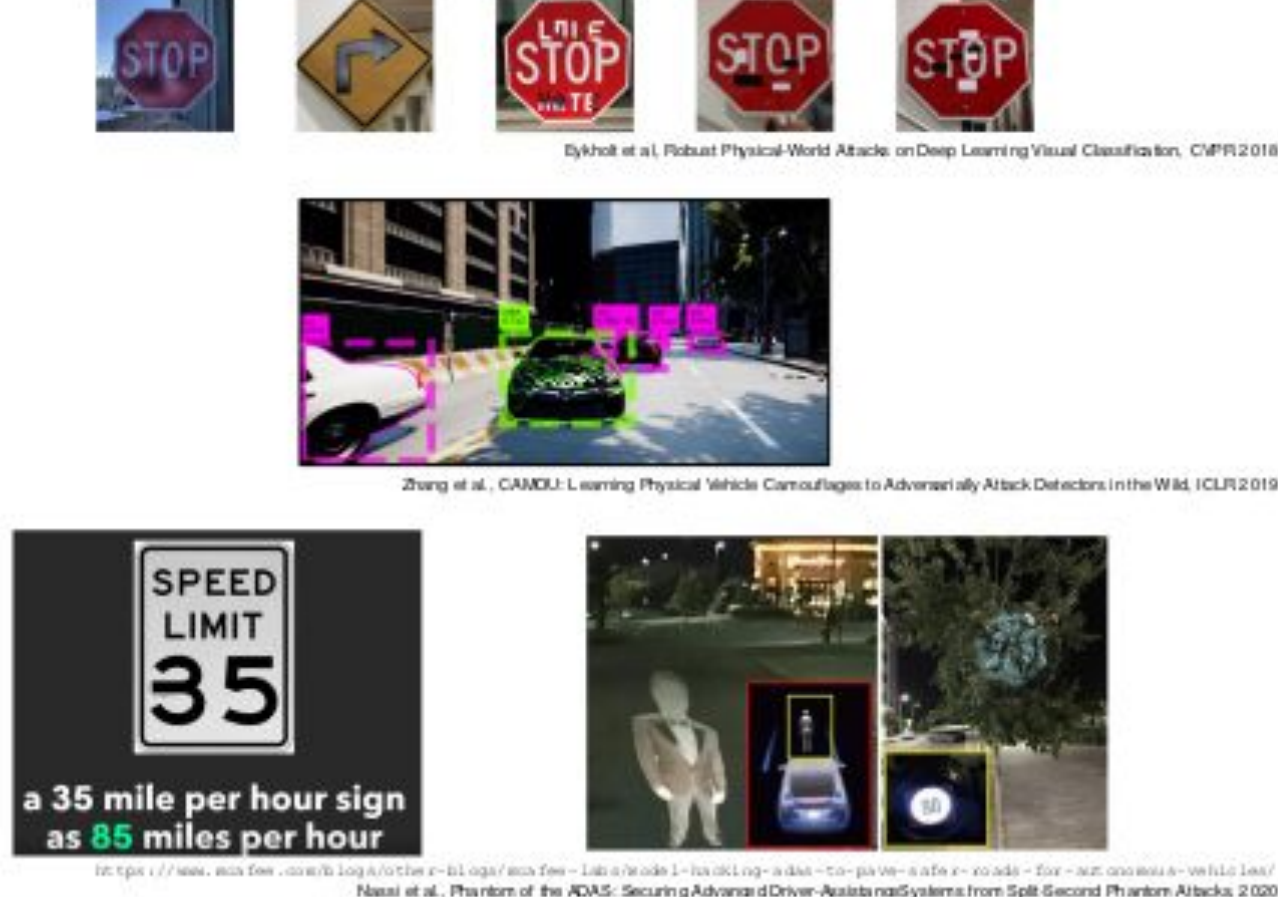 STOP
STOP
STOP
STOP
Eykholt et al, Robust Physical-World Attacks on Deep Learning Visual Classification, CVPR 2018
Zhang et al., CAMOU: Learning Physical Vehicle Camouflages to Adversarially Attack Detectors in the Wild, ICLR 2019
SPEED
LIMIT
35
a 35 mile per hour sign
as 85 miles per hour
https://www.mcafee.com/blogs/other-blogs/mcafee-labs/model-hacking-adas-to-pave-safer-roads-for-autonomous-vehicles/
Nassi et al., Phantom of the ADAS: Securing Advanced Driver-Assistance Systems from Split-Second Phantom Attacks, 2020